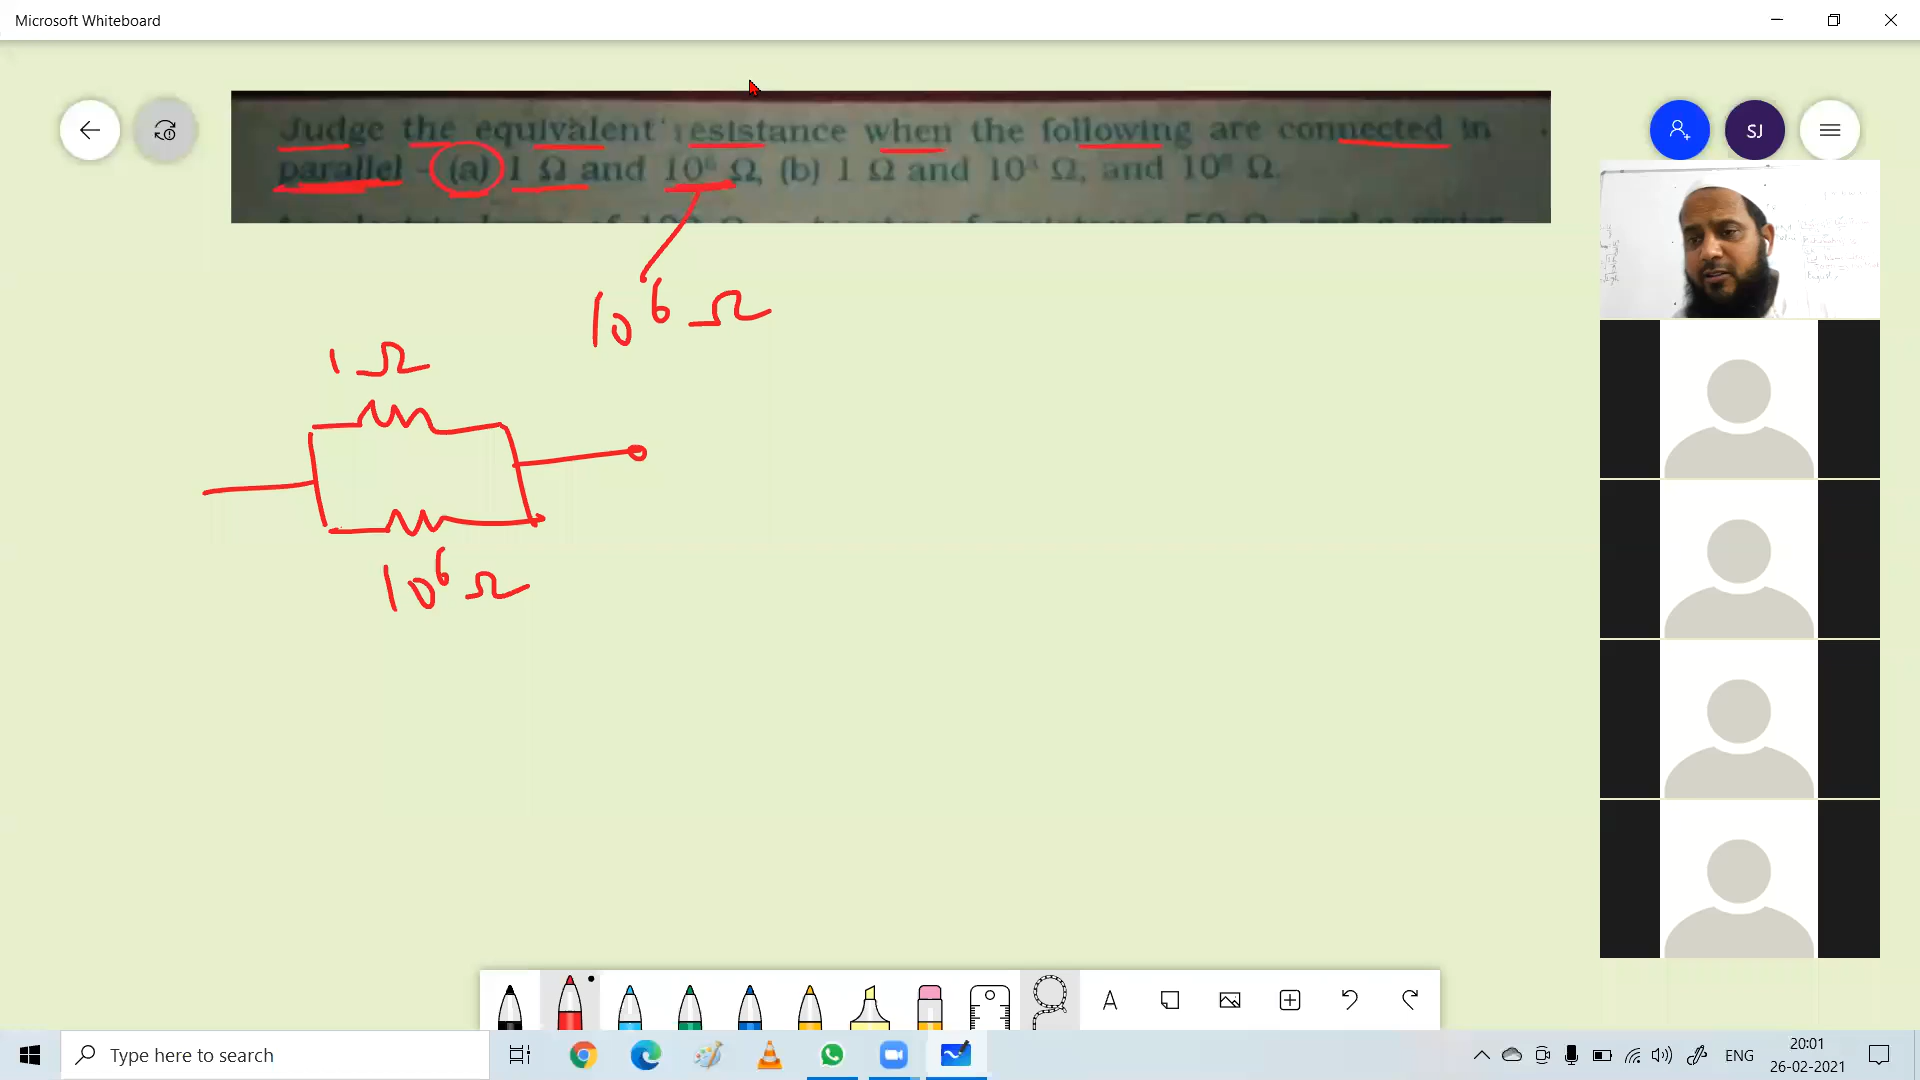 Microsoft Whiteboard
Judge the equivalent resistance when the following are connected in
parallel - (a) 1 Ω and 10⁶ Ω, (b) 1 Ω and 10³ Ω, and 10⁶ Ω.
10⁶ Ω
1 Ω
10⁶ Ω
SJ
A
Type here to search
ENG
20:01
26-02-2021